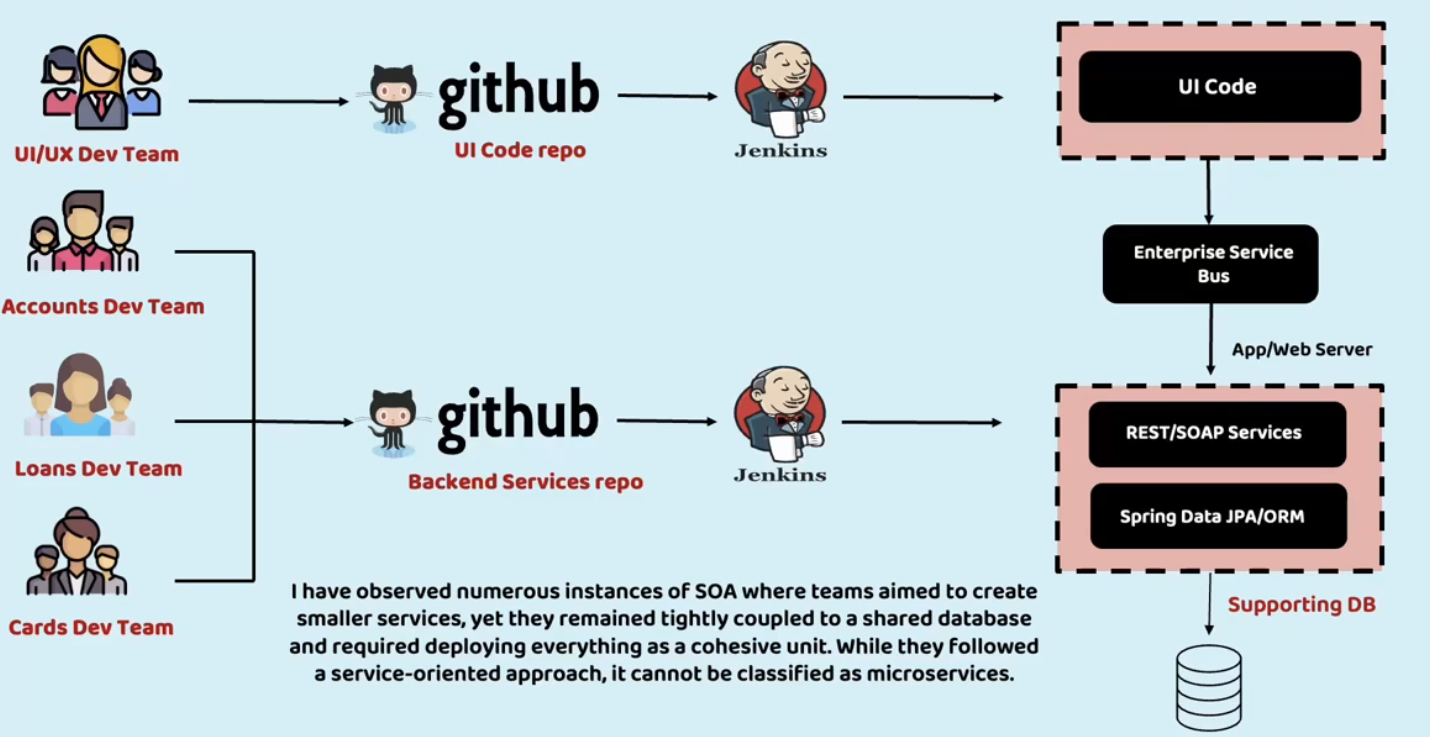 github
Jenkins
UI Code
UI/UX Dev Team
UI Code repo
Enterprise Service
Bus
Accounts Dev Team
App/Web Server
github
Jenkins
REST/SOAP Services
Loans Dev Team
Backend Services repo
Spring Data JPA/ORM
I have observed numerous instances of SOA where teams aimed to create
smaller services, yet they remained tightly coupled to a shared database
and required deploying everything as a cohesive unit. While they followed
a service-oriented approach, it cannot be classified as microservices.
Supporting DB
Cards Dev Team